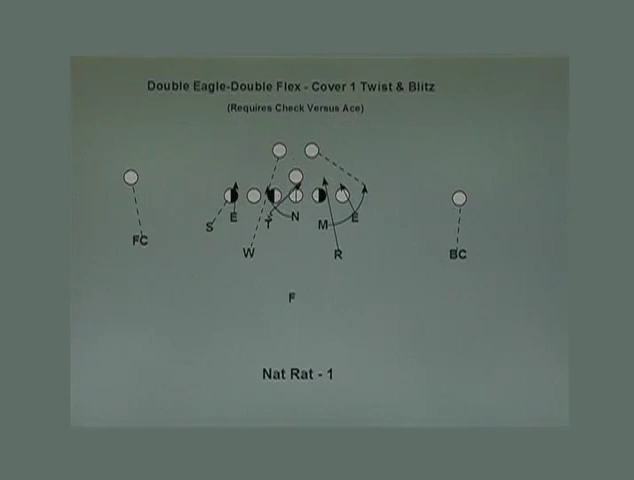 Double Eagle-Double Flex - Cover 1 Twist & Blitz
(Requires Check Versus Ace)
FC
S
E
T
N
M
E
BC
W
R
F
Nat Rat - 1